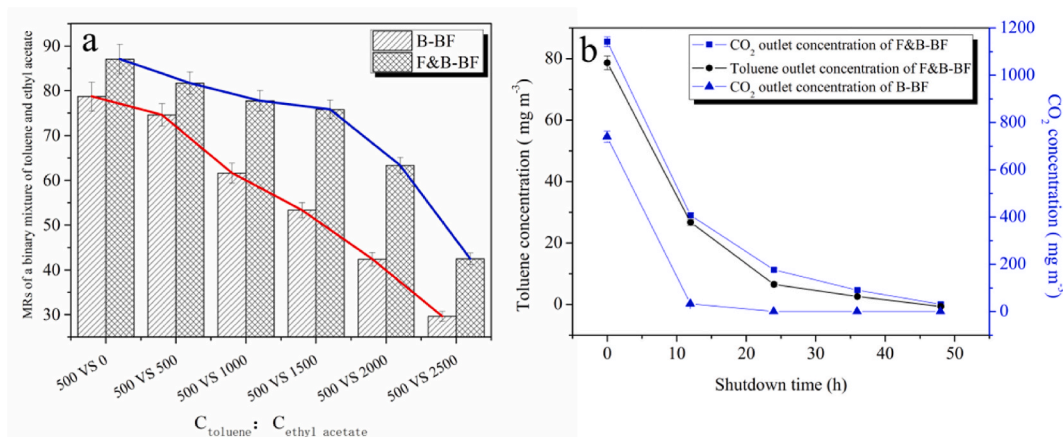 a
B-BF
F&B-BF
MRs of a binary mixture of toluene and ethyl acetate
90
80
70
60
50
40
30
500 VS 0
500 VS 500
500 VS 1000
500 VS 1500
500 VS 2000
500 VS 2500
C toluene : C ethyl acetate
b
CO2 outlet concentration of F&B-BF
Toluene outlet concentration of F&B-BF
CO2 outlet concentration of B-BF
Toluene concentration ( mg m-3)
80
60
40
20
0
1200
1000
800
600
400
200
0
CO2 concentration ( mg m-3)
0 10 20 30 40 50
Shutdown time (h)